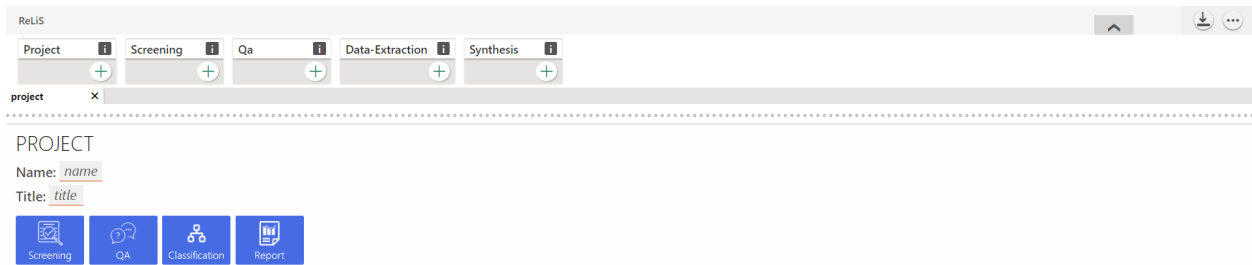 ReLiS
Project i Screening i Qa i Data-Extraction i Synthesis i
project ×
PROJECT
Name: name
Title: title
Screening QA Classification Report